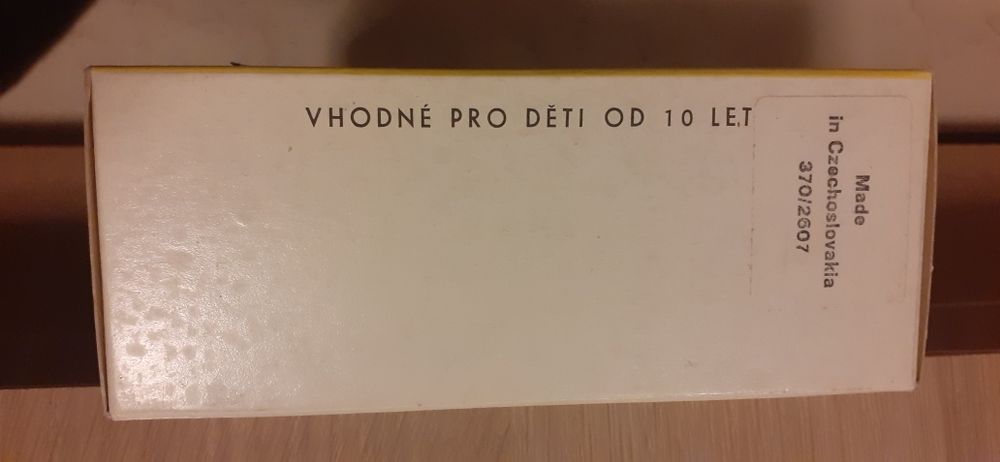 VHODNÉ PRO DĚTI OD 10 LET
Made
in Czechoslovakia
370/2607